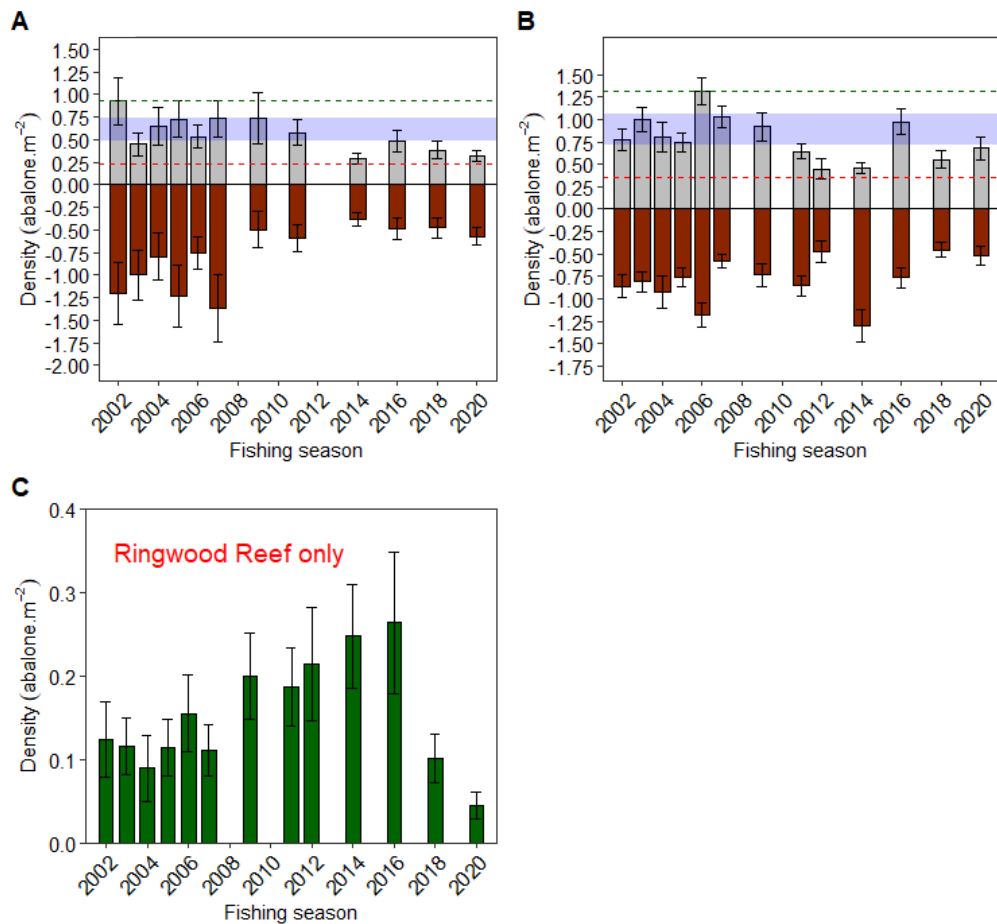 A
1.50
1.25
1.00
0.75
0.50
0.25
0.00
-0.25
-0.50
-0.75
-1.00
-1.25
-1.50
-1.75
-2.00
Density (abalone.m⁻²)
2002 2004 2006 2008 2010 2012 2014 2016 2018 2020
Fishing season
B
1.50
1.25
1.00
0.75
0.50
0.25
0.00
-0.25
-0.50
-0.75
-1.00
-1.25
-1.50
-1.75
Density (abalone.m⁻²)
2002 2004 2006 2008 2010 2012 2014 2016 2018 2020
Fishing season
C
Ringwood Reef only
0.4
0.3
0.2
0.1
0.0
Density (abalone.m⁻²)
2002 2004 2006 2008 2010 2012 2014 2016 2018 2020
Fishing season